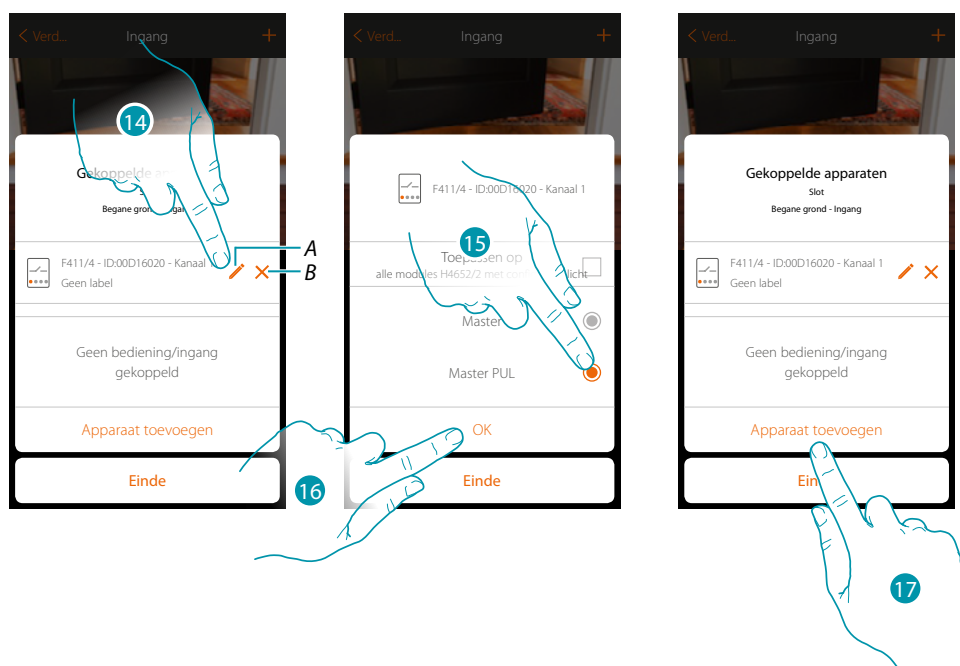 Verd...
Ingang
14
Gekoppelde
Begane
F411/4 - ID:00D16020 - Kanaal
Geen label
A
B
Geen bediening/ingang
gekoppeld
Apparaat toevoegen
Einde
Verd...
Ingang
F411/4 - ID:00D16020 - Kanaal 1
15
Toepassen op
alle modules H4652/2 met
Master
Master PUL
OK
16
Einde
Verd...
Ingang
Gekoppelde apparaten
Slot
Begane grond - Ingang
F411/4 - ID:00D16020 - Kanaal 1
Geen label
Geen bediening/ingang
gekoppeld
Apparaat toevoegen
Ein
17